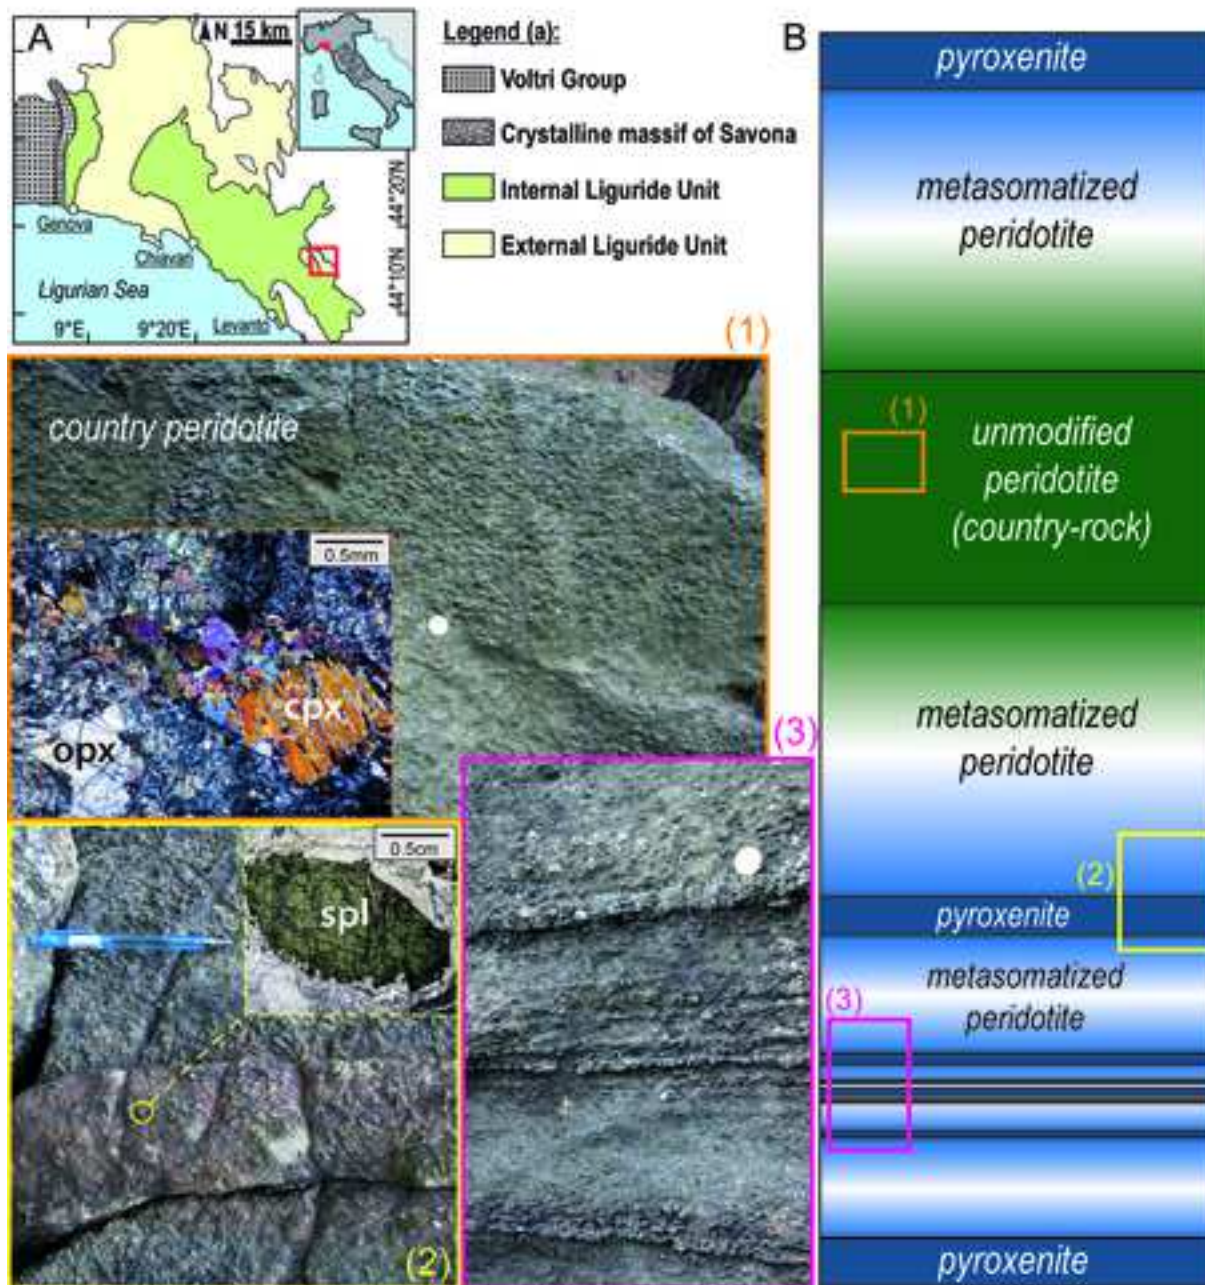 A
N 15 km
Legend (a):
Voltri Group
Crystalline massif of Savona
Internal Liguride Unit
External Liguride Unit
Genova
Chiavari
Ligurian Sea
Levanto
9°E
9°20'E
44°20'N
44°10'N
(1)
country peridotite
0.5mm
cpx
opx
(3)
0.5cm
spl
(2)
B
pyroxenite
metasomatized
peridotite
(1)
unmodified
peridotite
(country-rock)
metasomatized
peridotite
(2)
pyroxenite
metasomatized
peridotite
(3)
pyroxenite